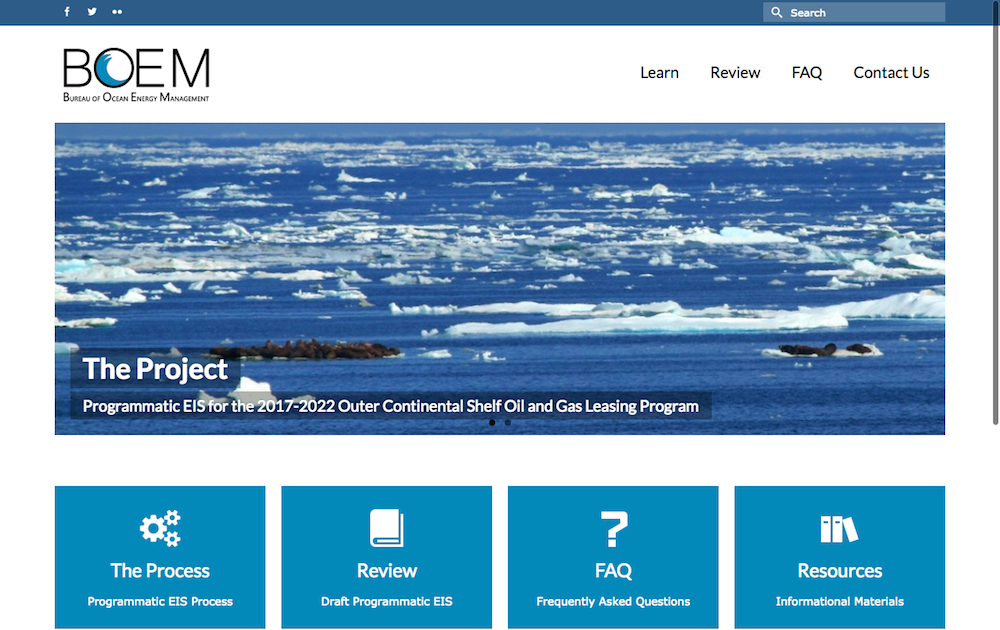 Search
BOEM
BUREAU OF OCEAN ENERGY MANAGEMENT
Learn
Review
FAQ
Contact Us
The Project
Programmatic EIS for the 2017-2022 Outer Continental Shelf Oil and Gas Leasing Program
The Process
Programmatic EIS Process
Review
Draft Programmatic EIS
?
FAQ
Frequently Asked Questions
Resources
Informational Materials